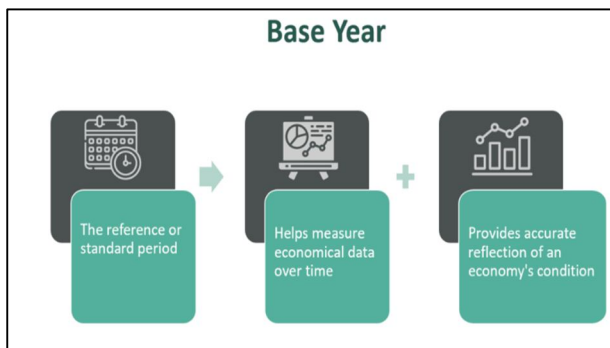 Base Year
The reference or
standard period
Helps measure
economical data
over time
Provides accurate
reflection of an
economy's condition